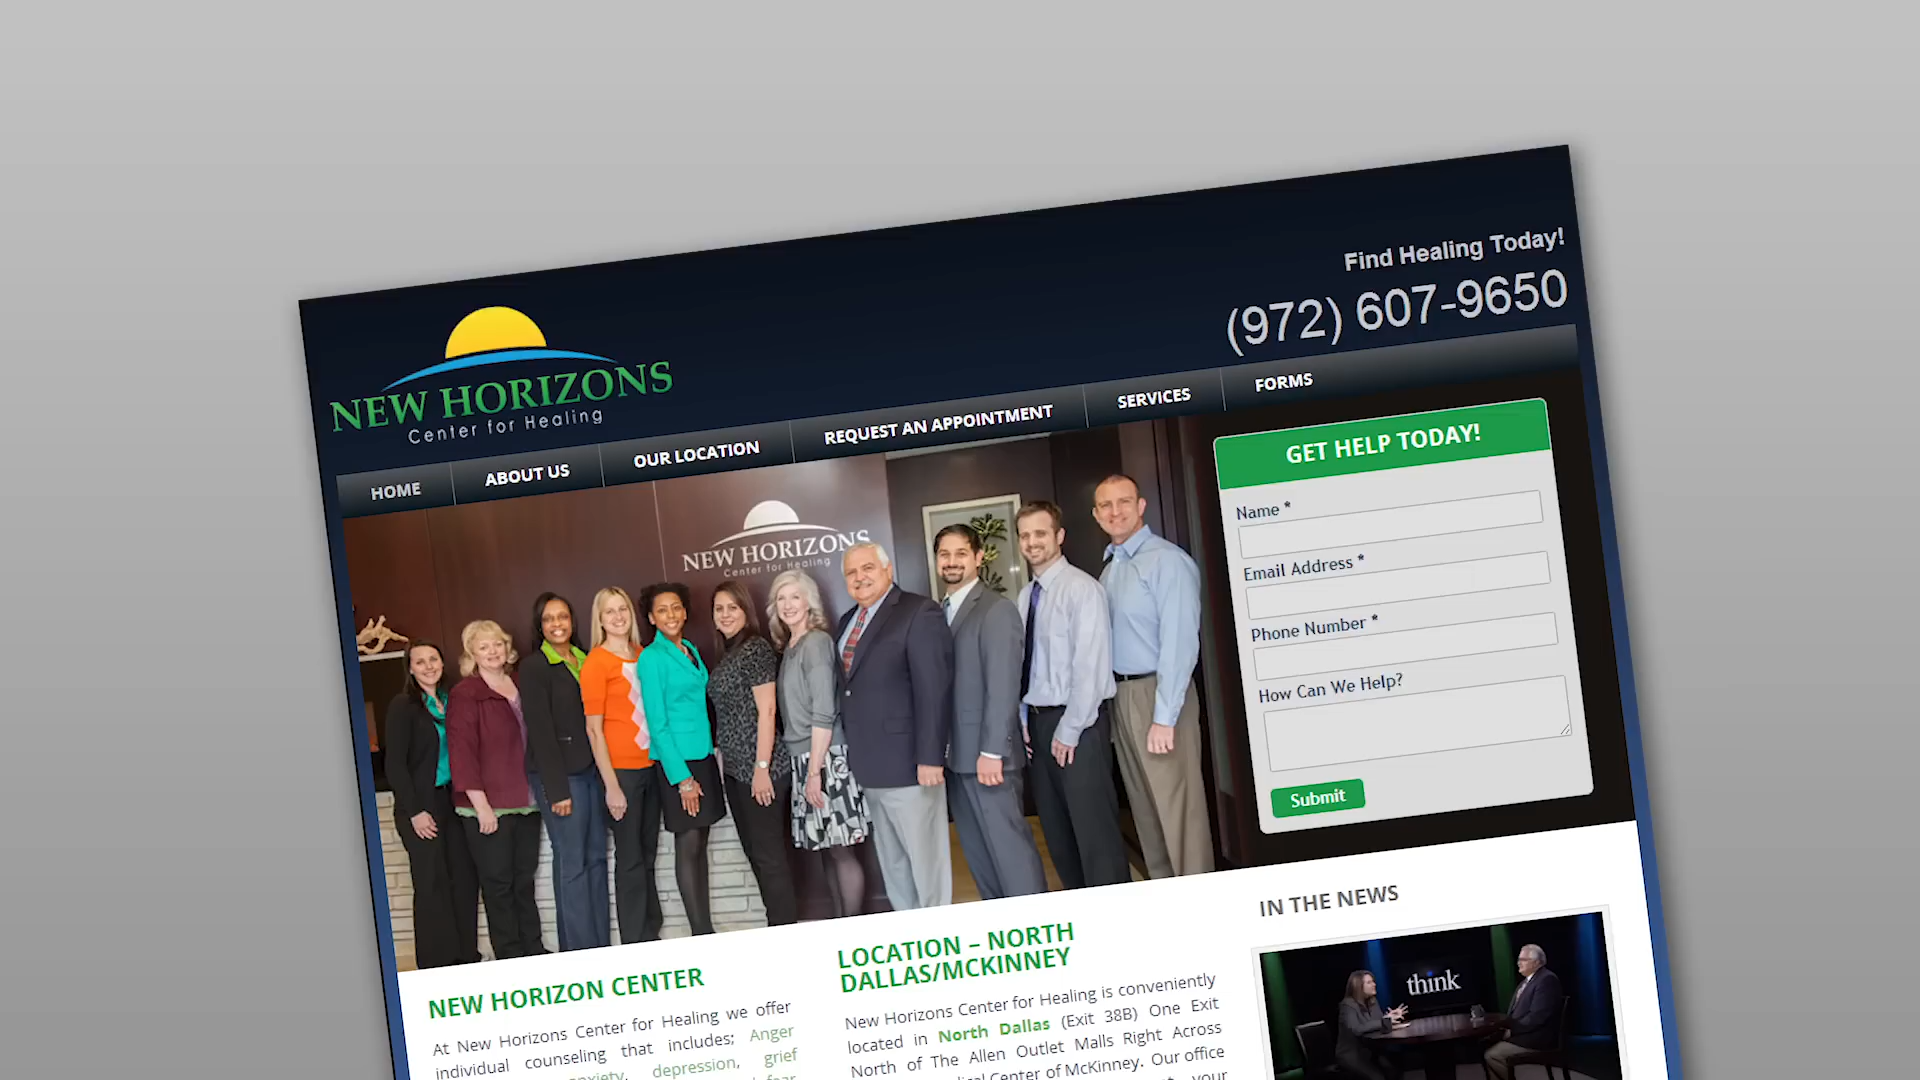 Find Healing Today!
(972) 607-9650
NEW HORIZONS
Center for Healing
HOME
ABOUT US
OUR LOCATION
REQUEST AN APPOINTMENT
SERVICES
FORMS
NEW HORIZONS
Center for Healing
GET HELP TODAY!
Name *
Email Address *
Phone Number *
How Can We Help?
Submit
NEW HORIZON CENTER
At New Horizons Center for Healing we offer
individual counseling that includes; Anger
anxiety, depression, grief
fear
LOCATION – NORTH
DALLAS/MCKINNEY
New Horizons Center for Healing is conveniently
located in North Dallas (Exit 38B) One Exit
North of The Allen Outlet Malls Right Across
Center of McKinney. Our office
your
IN THE NEWS
think